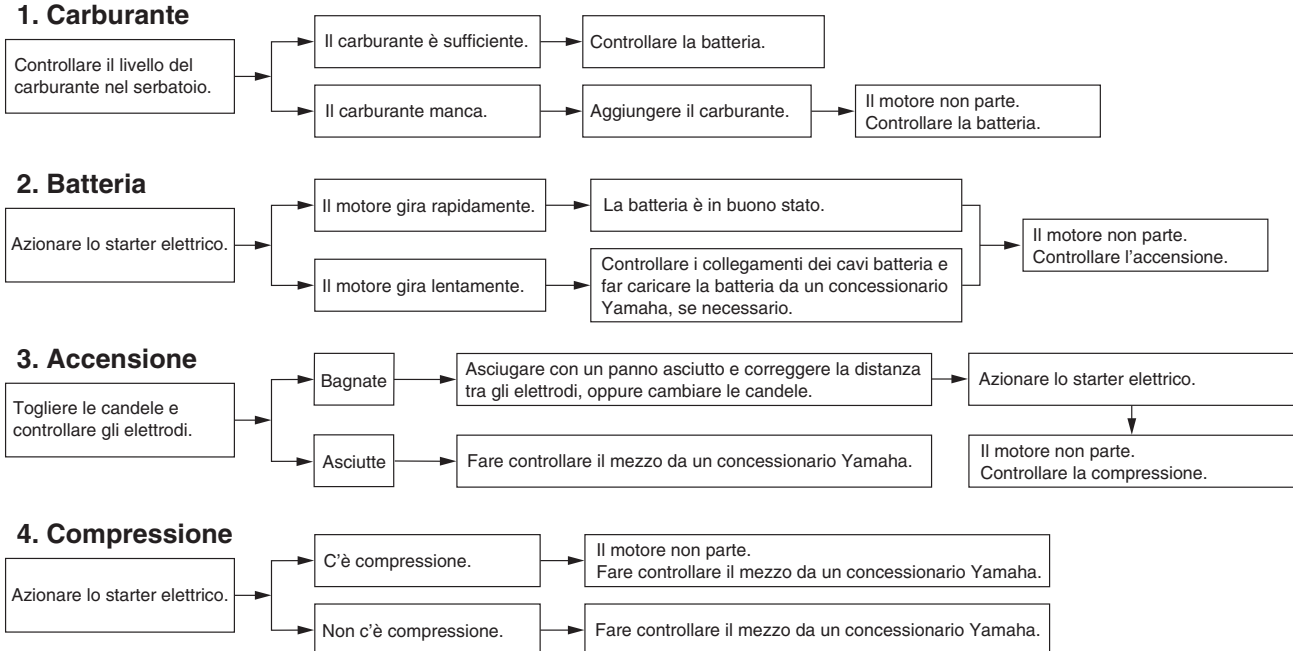 1. Carburante
Controllare il livello del
carburante nel serbatoio.
Il carburante è sufficiente.
Controllare la batteria.
Il carburante manca.
Aggiungere il carburante.
Il motore non parte.
Controllare la batteria.
2. Batteria
Azionare lo starter elettrico.
Il motore gira rapidamente.
La batteria è in buono stato.
Il motore gira lentamente.
Controllare i collegamenti dei cavi batteria e
far caricare la batteria da un concessionario
Yamaha, se necessario.
Il motore non parte.
Controllare l’accensione.
3. Accensione
Togliere le candele e
controllare gli elettrodi.
Bagnate
Asciugare con un panno asciutto e correggere la distanza
tra gli elettrodi, oppure cambiare le candele.
Azionare lo starter elettrico.
Asciutte
Fare controllare il mezzo da un concessionario Yamaha.
Il motore non parte.
Controllare la compressione.
4. Compressione
Azionare lo starter elettrico.
C’è compressione.
Il motore non parte.
Fare controllare il mezzo da un concessionario Yamaha.
Non c’è compressione.
Fare controllare il mezzo da un concessionario Yamaha.